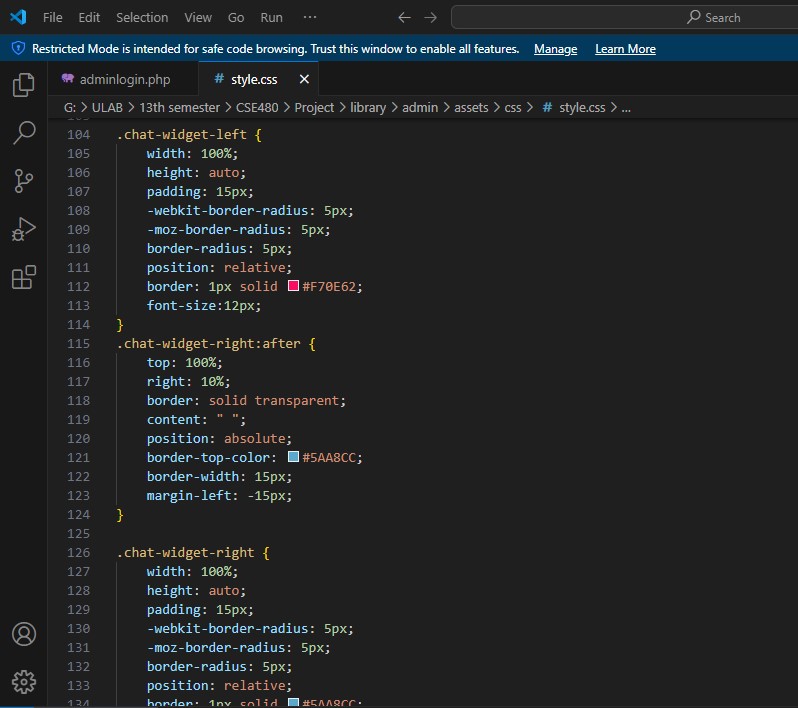 File Edit Selection View Go Run ··· Search
Restricted Mode is intended for safe code browsing. Trust this window to enable all features. Manage Learn More
adminlogin.php # style.css
G: > ULAB > 13th semester > CSE480 > Project > library > admin > assets > css > # style.css > ...
104 .chat-widget-left {
105 width: 100%;
106 height: auto;
107 padding: 15px;
108 -webkit-border-radius: 5px;
109 -moz-border-radius: 5px;
110 border-radius: 5px;
111 position: relative;
112 border: 1px solid #F70E62;
113 font-size:12px;
114 }
115 .chat-widget-right:after {
116 top: 100%;
117 right: 10%;
118 border: solid transparent;
119 content: " ";
120 position: absolute;
121 border-top-color: #5AA8CC;
122 border-width: 15px;
123 margin-left: -15px;
124 }
125
126 .chat-widget-right {
127 width: 100%;
128 height: auto;
129 padding: 15px;
130 -webkit-border-radius: 5px;
131 -moz-border-radius: 5px;
132 border-radius: 5px;
133 position: relative;
134 border: 1px solid #5AA8CC;